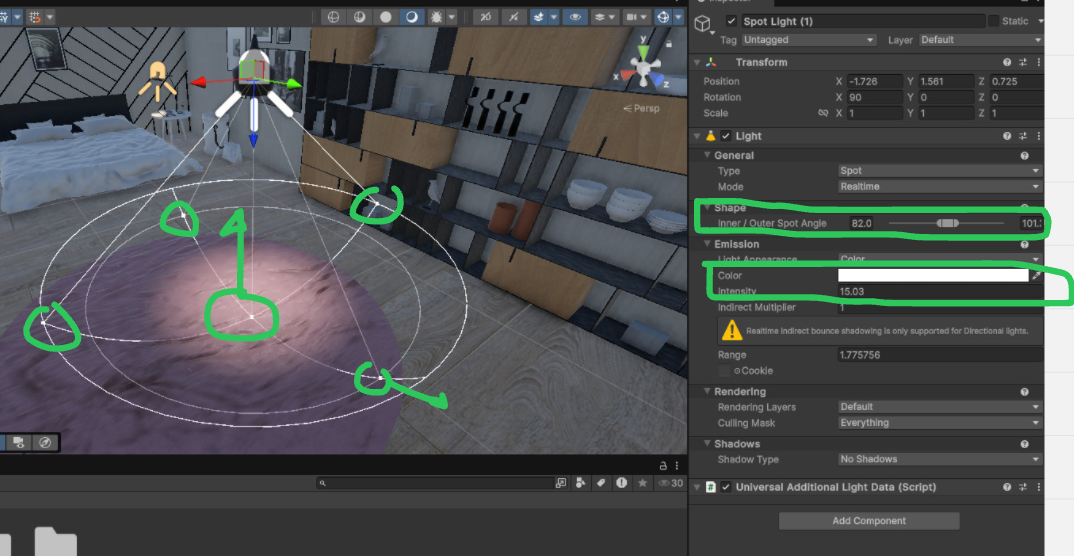 Inspector
Spot Light (1)
Static
Tag Untagged Layer Default
Transform
Position X -1.726 Y 1.561 Z 0.725
Rotation X 90 Y 0 Z 0
Scale X 1 Y 1 Z 1
Light
General
Type Spot
Mode Realtime
Shape
Inner / Outer Spot Angle 82.0 101.
Emission
Light Appearance Color
Color
Intensity 15.03
Indirect Multiplier 1
Realtime indirect bounce shadowing is only supported for Directional lights.
Range 1.775756
Cookie
Rendering
Rendering Layers Default
Culling Mask Everything
Shadows
Shadow Type No Shadows
# Universal Additional Light Data (Script)
Add Component
y
x
z
< Persp
30